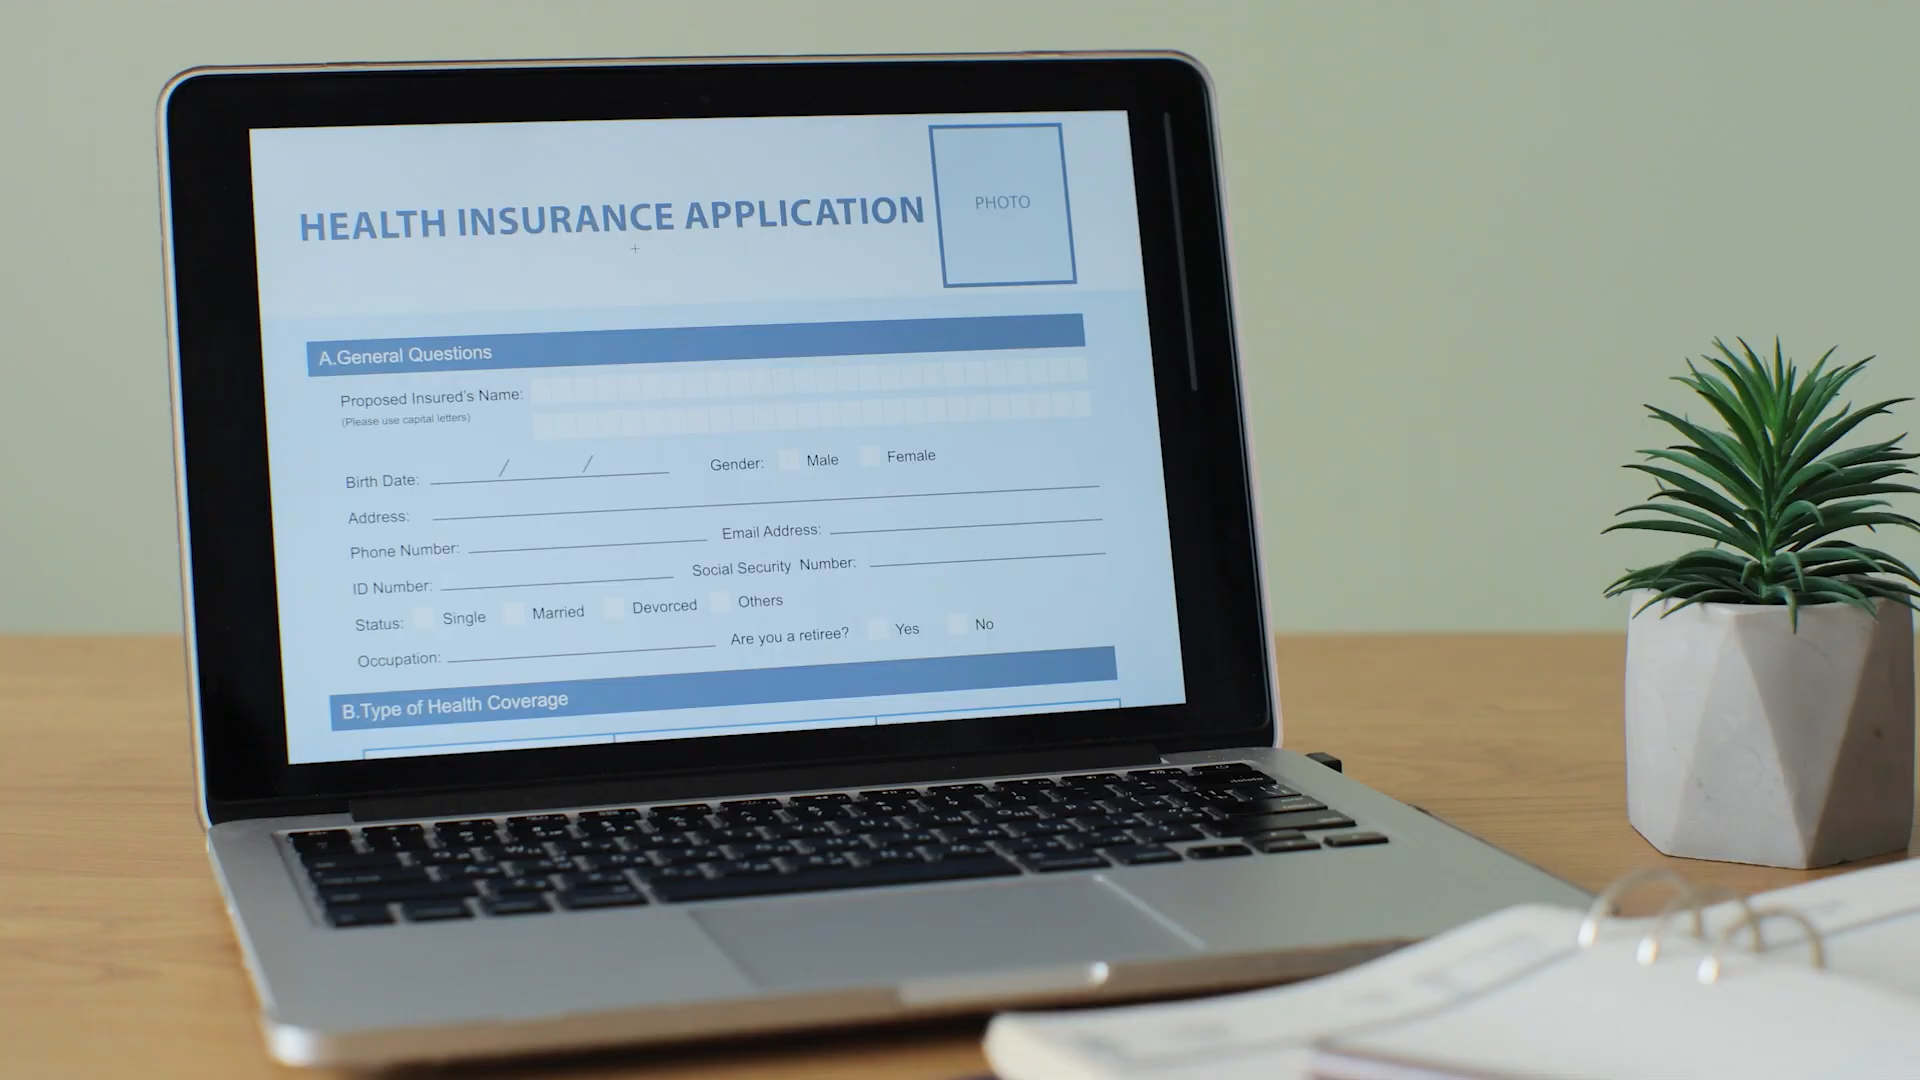 HEALTH INSURANCE APPLICATION
PHOTO
A.General Questions
Proposed Insured's Name:
(Please use capital letters)
Birth Date: / / Gender: Male Female
Address:
Phone Number: Email Address:
ID Number: Social Security Number:
Status: Single Married Devorced Others
Occupation: Are you a retiree? Yes No
B.Type of Health Coverage